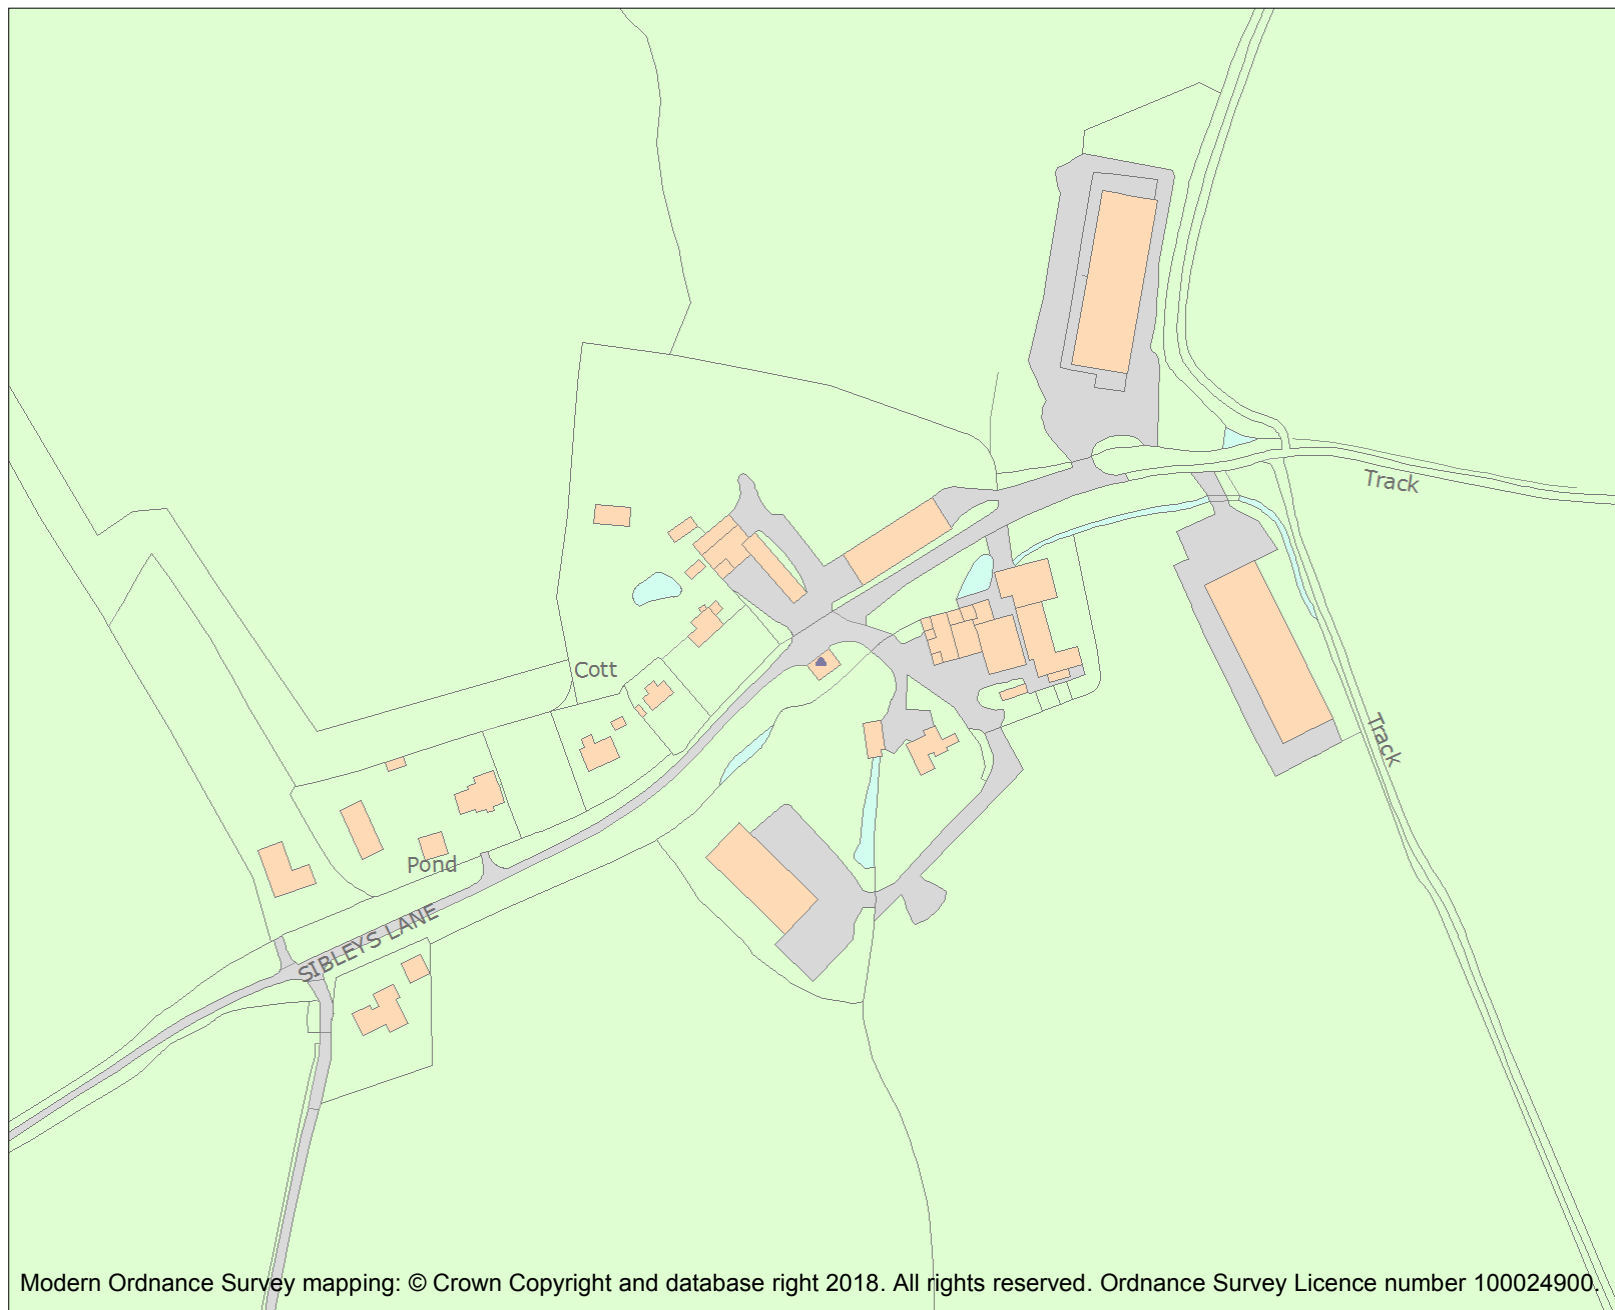 Track
Cott
Track
Pond
SIBLEYS LANE
Modern Ordnance Survey mapping: © Crown Copyright and database right 2018. All rights reserved. Ordnance Survey Licence number 100024900.